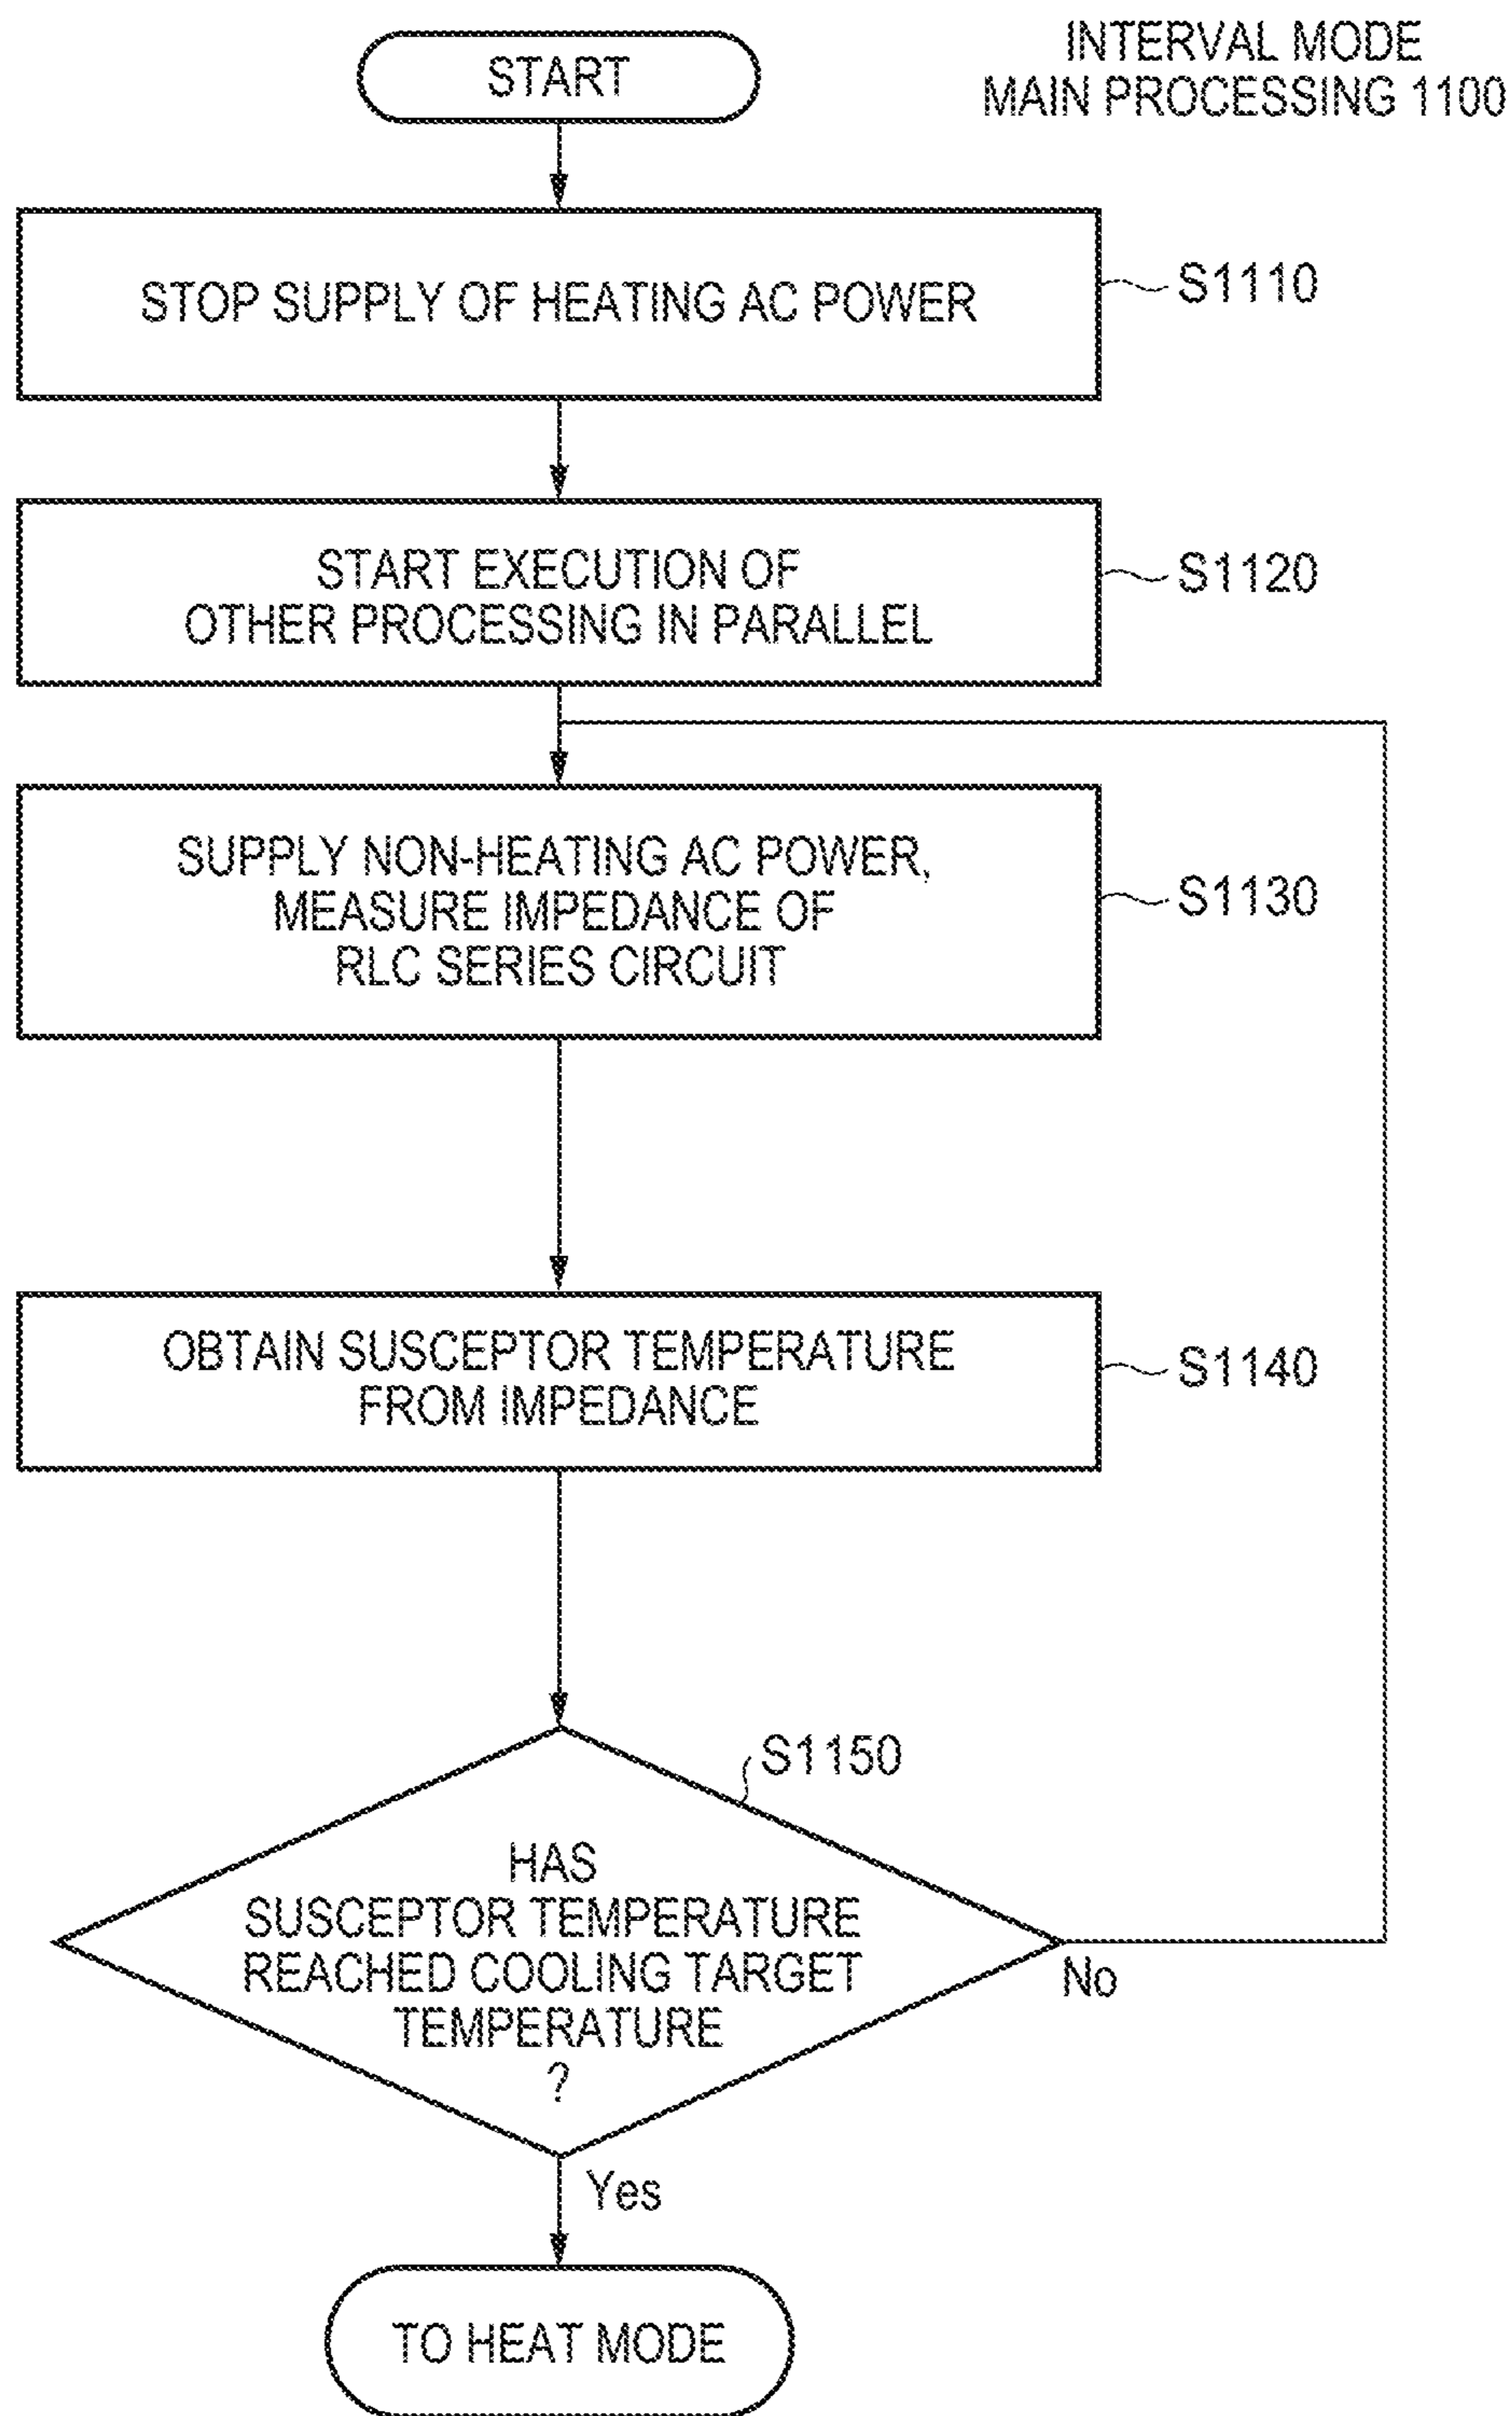 INTERVAL MODE
MAIN PROCESSING 1100
START
STOP SUPPLY OF HEATING AC POWER
S1110
START EXECUTION OF
OTHER PROCESSING IN PARALLEL
S1120
SUPPLY NON-HEATING AC POWER,
MEASURE IMPEDANCE OF
RLC SERIES CIRCUIT
S1130
OBTAIN SUSCEPTOR TEMPERATURE
FROM IMPEDANCE
S1140
S1150
HAS
SUSCEPTOR TEMPERATURE
REACHED COOLING TARGET
TEMPERATURE
?
No
Yes
TO HEAT MODE